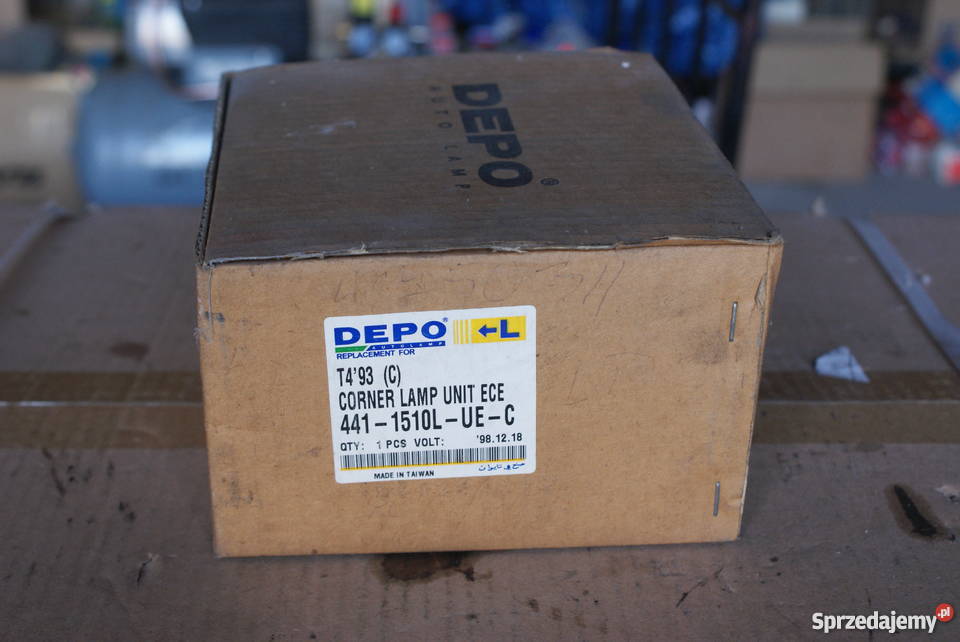 DEPO®
AUTO LAMP
DEPO®
AUTOLAMP
←L
REPLACEMENT FOR
T4'93 (C)
CORNER LAMP UNIT ECE
441-1510L-UE-C
QTY: 1 PCS VOLT: '98.12.18
MADE IN TAIWAN
Sprzedajemy.pl